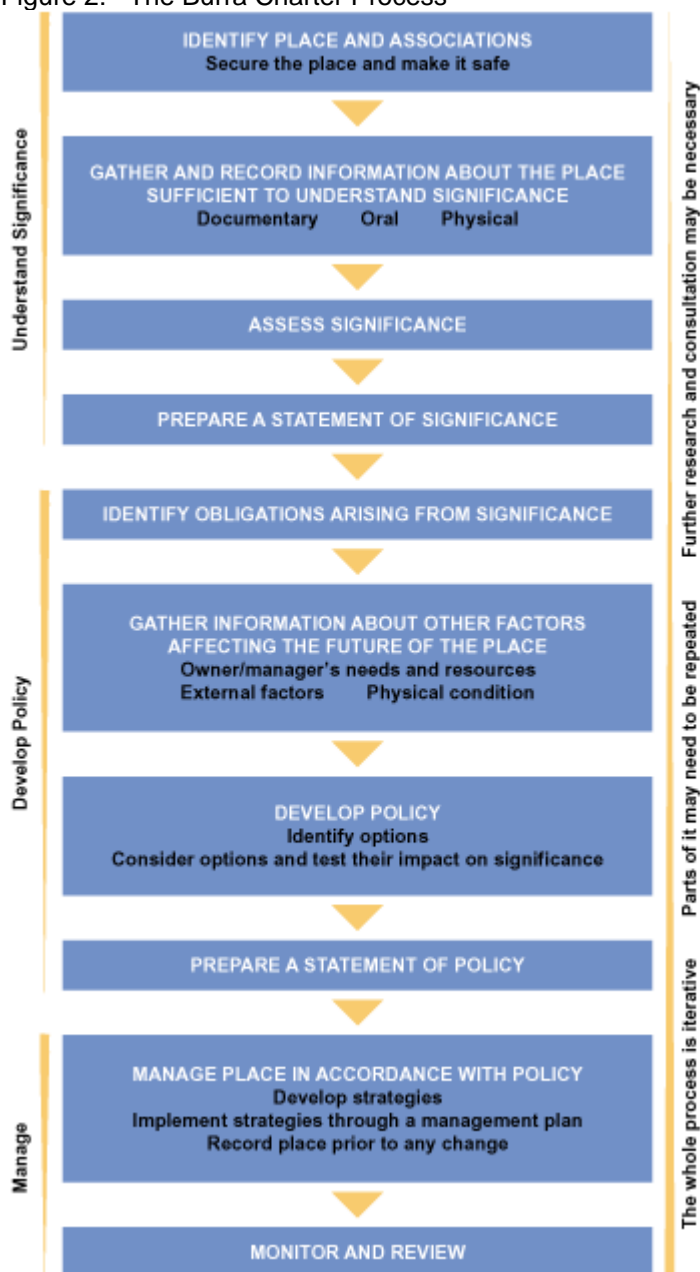 Figure 2. The Burra Charter Process
IDENTIFY PLACE AND ASSOCIATIONS
Secure the place and make it safe
GATHER AND RECORD INFORMATION ABOUT THE PLACE
SUFFICIENT TO UNDERSTAND SIGNIFICANCE
Documentary Oral Physical
ASSESS SIGNIFICANCE
PREPARE A STATEMENT OF SIGNIFICANCE
Understand Significance
IDENTIFY OBLIGATIONS ARISING FROM SIGNIFICANCE
GATHER INFORMATION ABOUT OTHER FACTORS
AFFECTING THE FUTURE OF THE PLACE
Owner/manager's needs and resources
External factors Physical condition
DEVELOP POLICY
Identify options
Consider options and test their impact on significance
PREPARE A STATEMENT OF POLICY
Develop Policy
MANAGE PLACE IN ACCORDANCE WITH POLICY
Develop strategies
Implement strategies through a management plan
Record place prior to any change
MONITOR AND REVIEW
Manage
The whole process is iterative Parts of it may need to be repeated Further research and consultation may be necessary